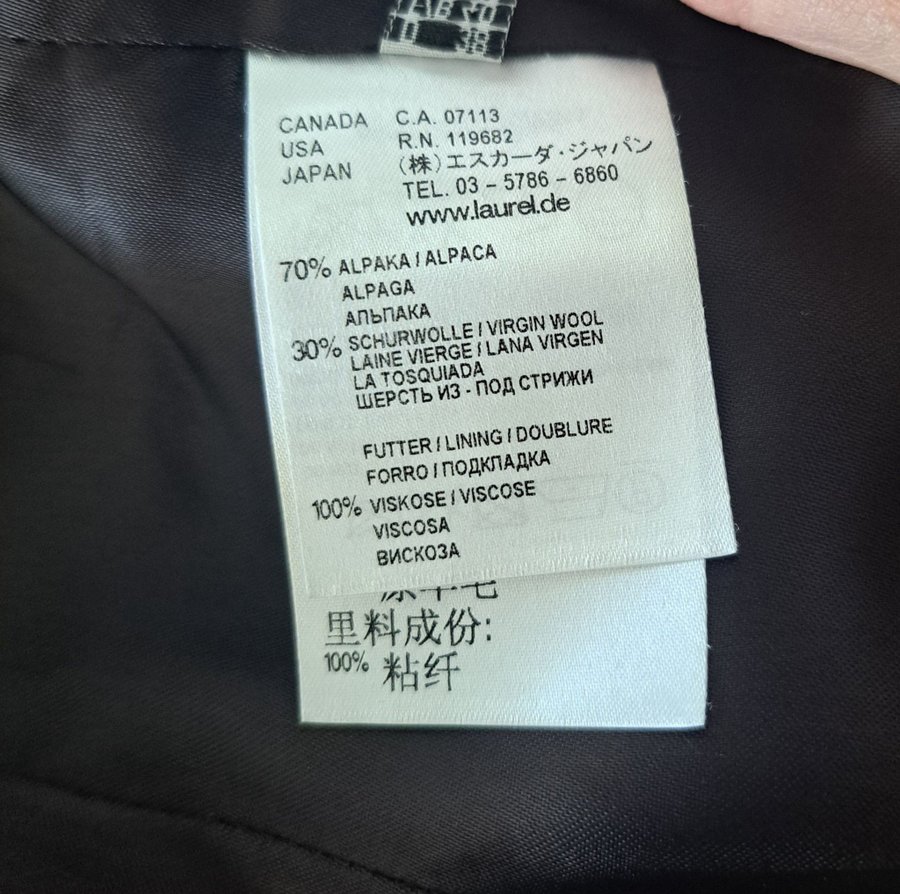 CANADA C.A. 07113
USA R.N. 119682
JAPAN (株)エスカーダ・ジャパン
TEL. 03 – 5786 – 6860
www.laurel.de
70% ALPAKA / ALPACA
ALPAGA
АЛЬПАКА
30% SCHURWOLLE / VIRGIN WOOL
LAINE VIERGE / LANA VIRGEN
LA TOSQUIADA
ШЕРСТЬ ИЗ - ПОД СТРИЖИ
FUTTER / LINING / DOUBLURE
FORRO / ПОДКЛАДКА
100% VISKOSE / VISCOSE
VISCOSA
ВИСКОЗА
里料成份:
100% 粘纤